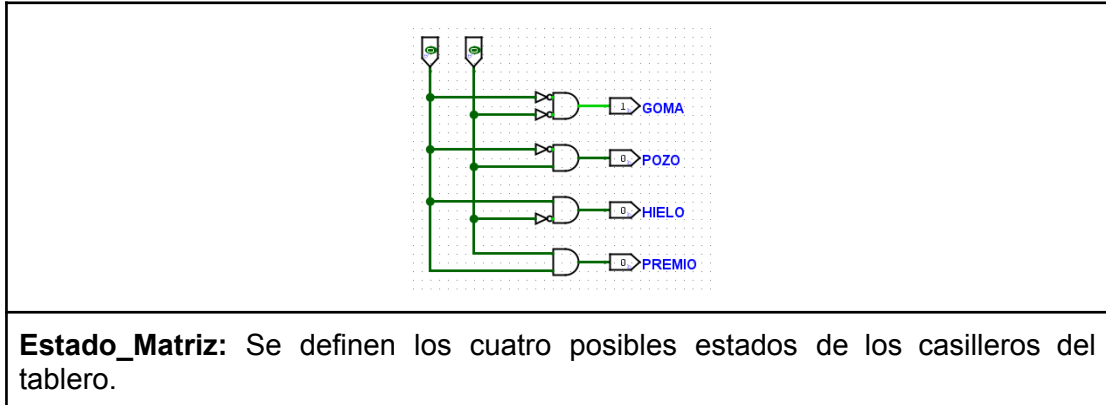 1 GOMA
0 POZO
0 HIELO
0 PREMIO
Estado_Matriz: Se definen los cuatro posibles estados de los casilleros del
tablero.